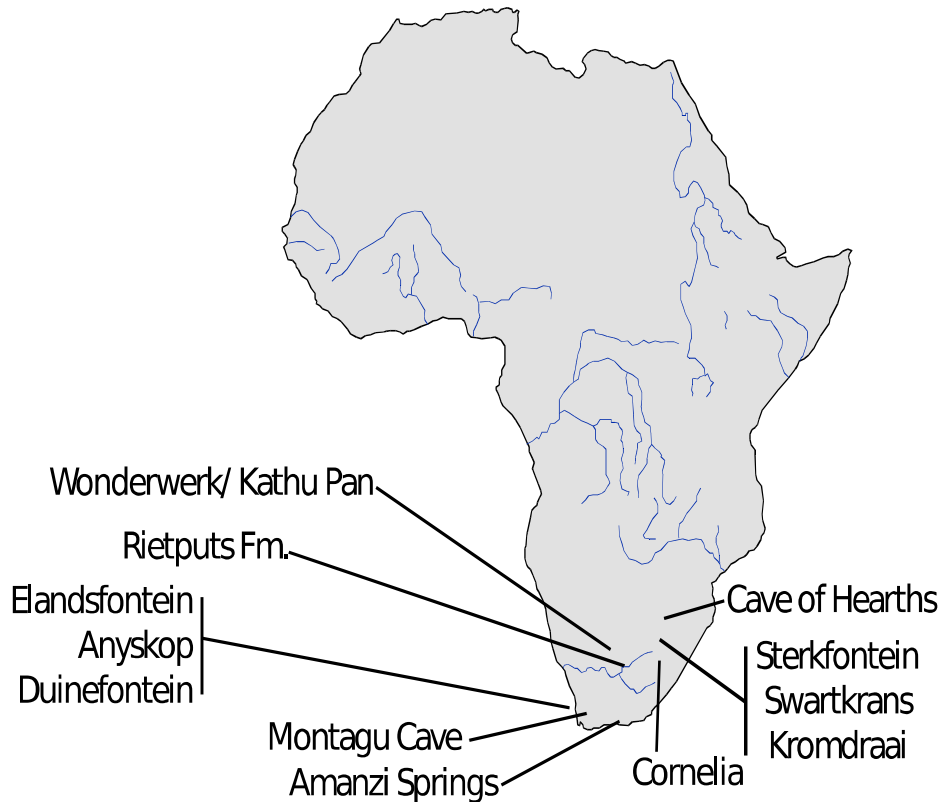 Wonderwerk/ Kathu Pan
Rietputs Fm.
Elandsfontein
Anyskop
Duinefontein
Montagu Cave
Amanzi Springs
Cave of Hearths
Sterkfontein
Swartkrans
Kromdraai
Cornelia